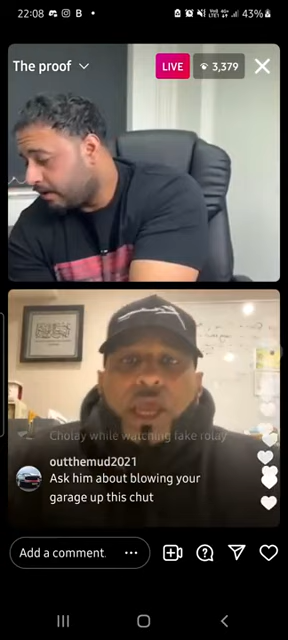 22:08
43%
The proof
LIVE
3,379
Chotay while watching fake rolay
outthemud2021
Ask him about blowing your
garage up this chut
Add a comment